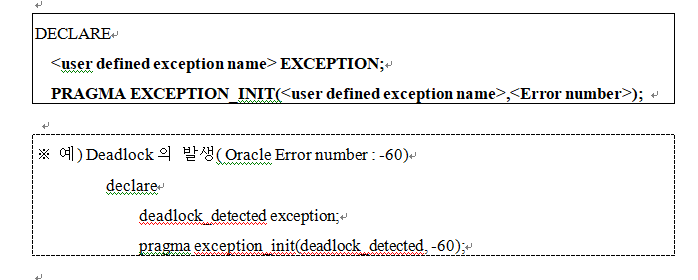 DECLARE
<user defined exception name> EXCEPTION;
PRAGMA EXCEPTION_INIT(<user defined exception name>,<Error number>);
※ 예) Deadlock 의 발생( Oracle Error number : -60)
declare
deadlock_detected exception;
pragma exception_init(deadlock_detected, -60);